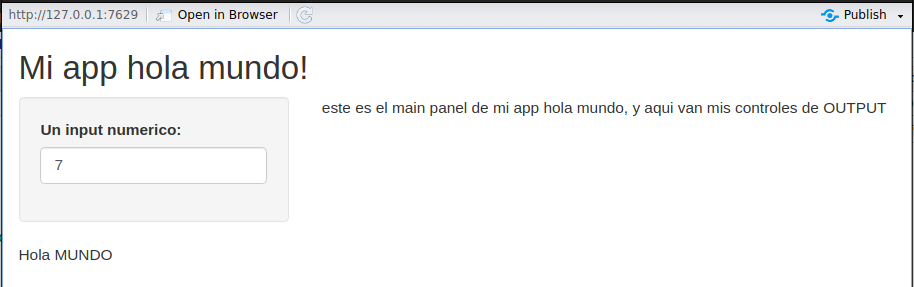 http://127.0.0.1:7629 Open in Browser Publish
Mi app hola mundo!
este es el main panel de mi app hola mundo, y aqui van mis controles de OUTPUT
Un input numerico:
7
Hola MUNDO